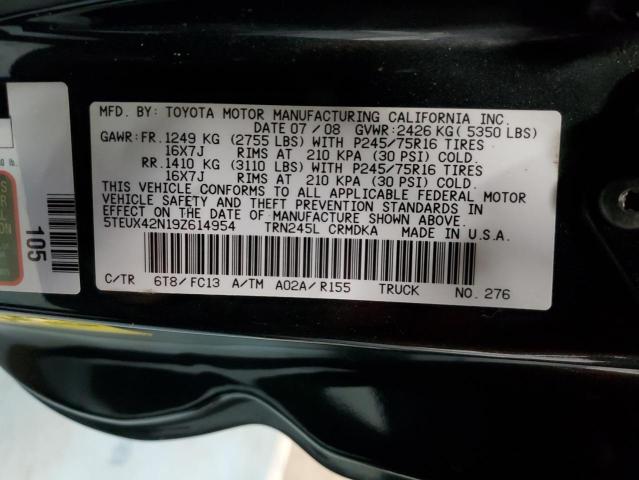 MFD. BY: TOYOTA MOTOR MANUFACTURING CALIFORNIA INC.
DATE 07/08 GVWR:2426 KG( 5350 LBS)
GAWR:FR.1249 KG (2755 LBS) WITH P245/75R16 TIRES
16X7J RIMS AT 210 KPA (30 PSI) COLD.
RR.1410 KG (3110 LBS) WITH P245/75R16 TIRES
16X7J RIMS AT 210 KPA (30 PSI) COLD.
THIS VEHICLE CONFORMS TO ALL APPLICABLE FEDERAL MOTOR
VEHICLE SAFETY AND THEFT PREVENTION STANDARDS IN
EFFECT ON THE DATE OF MANUFACTURE SHOWN ABOVE.
5TEUX42N19Z614954 TRN245L CRMDKA MADE IN U.S.A.
C/TR 6T8/FC13 A/TM A02A/R155 TRUCK NO. 276
105